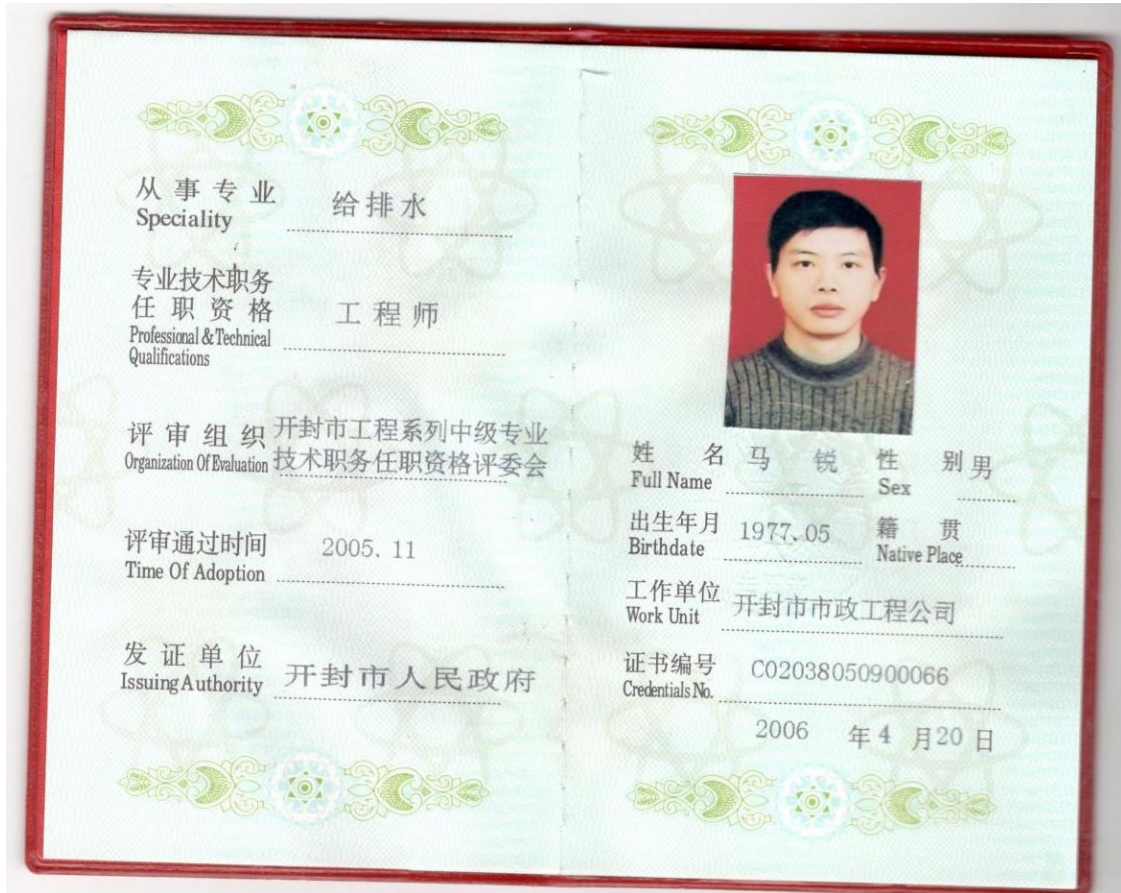 从事专业 给排水
Speciality
专业技术职务
任职资格 工程师
Professional & Technical
Qualifications
评审组织 开封市工程系列中级专业
Organization Of Evaluation 技术职务任职资格评委会
评审通过时间 2005、11
Time Of Adoption
发证单位 开封市人民政府
Issuing Authority
姓名 马锐 性别 男
Full Name Sex
出生年月 1977、05 籍贯
Birthdate Native Place
工作单位 开封市市政工程公司
Work Unit
证书编号 C02038050900066
Credentials No.
2006 年 4 月 20 日